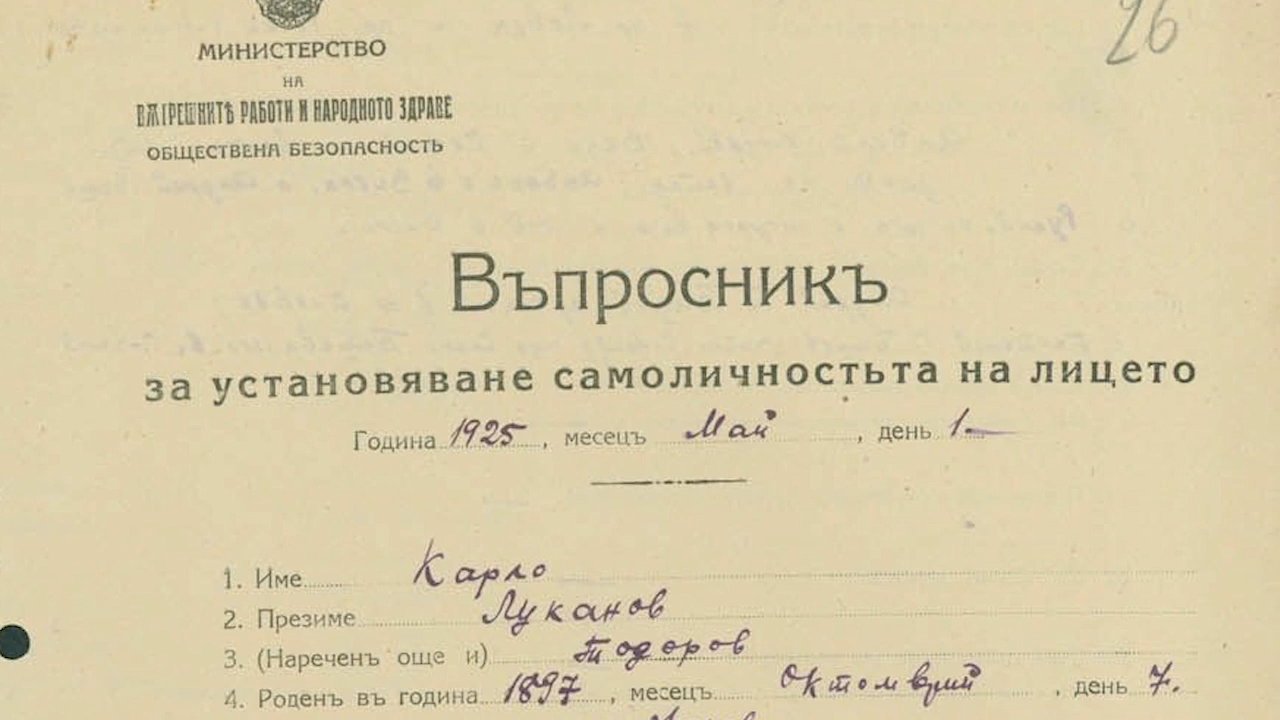 26
МИНИСТЕРСТВО
НА
ВѪТРЕШНИТѢ РАБОТИ И НАРОДНОТО ЗДРАВЕ
ОБЩЕСТВЕНА БЕЗОПАСНОСТЬ
Въпросникъ
за установяване самоличностьта на лицето
Година 1925, месецъ Май, день 1.
1. Име Карло
2. Презиме Луканов
3. (Нареченъ още и) Тодоров
4. Роденъ въ година 1897, месецъ Октомврий, день 7.